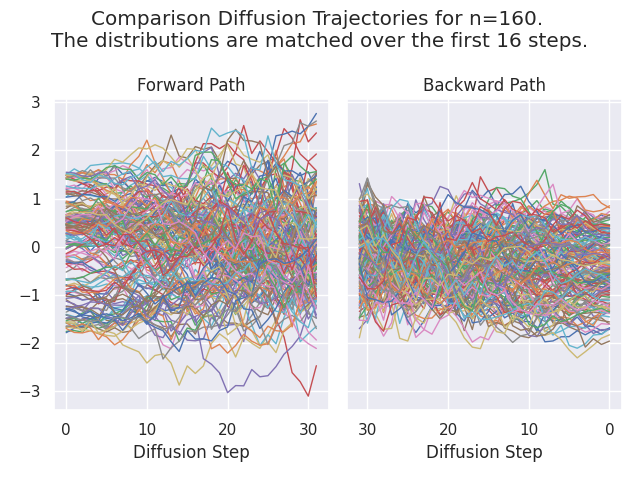 Comparison Diffusion Trajectories for n=160.
The distributions are matched over the first 16 steps.
Forward Path
Backward Path
3
2
1
0
−1
−2
−3
0 10 20 30
30 20 10 0
Diffusion Step
Diffusion Step